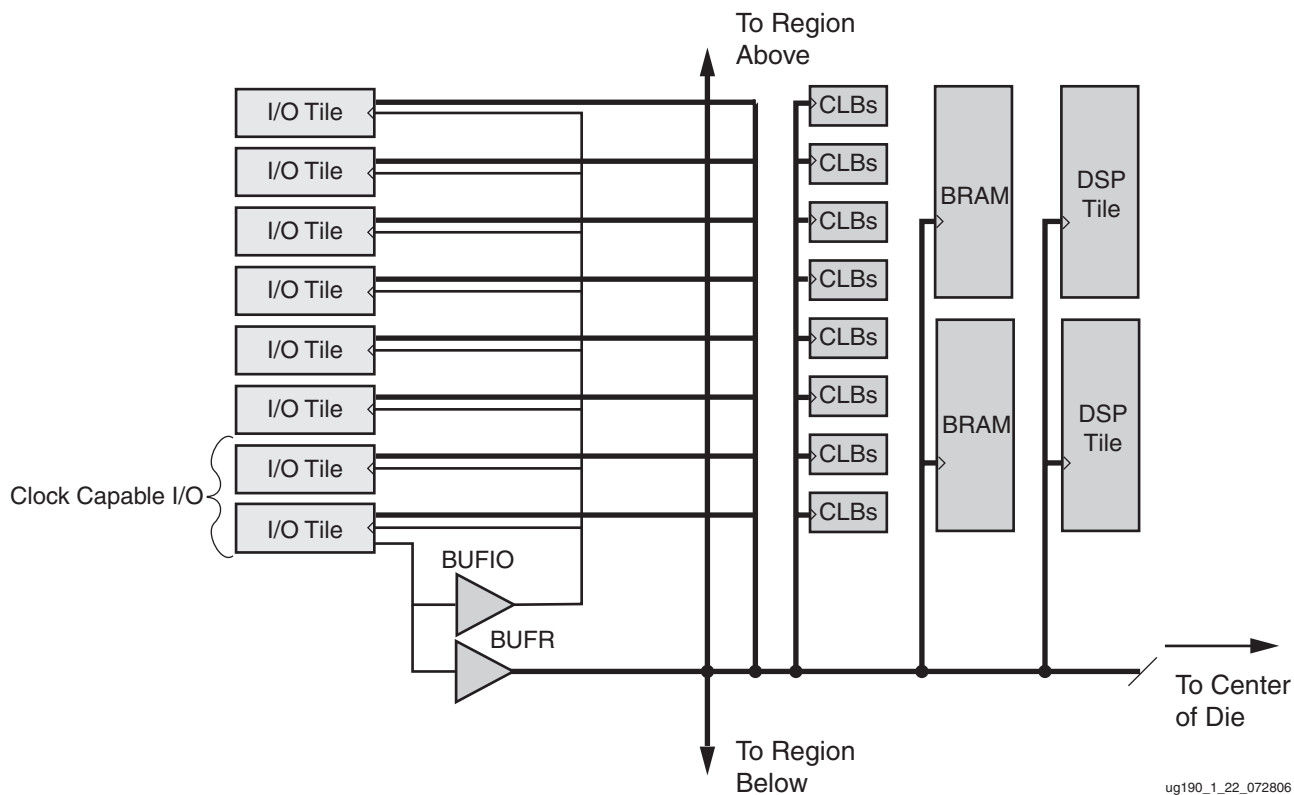 To Region
Above
I/O Tile
CLBs
I/O Tile
CLBs
BRAM
DSP
Tile
I/O Tile
CLBs
I/O Tile
CLBs
I/O Tile
CLBs
I/O Tile
CLBs
BRAM
DSP
Tile
I/O Tile
CLBs
Clock Capable I/O
I/O Tile
CLBs
BUFIO
BUFR
To Center
of Die
To Region
Below
ug190_1_22_072806